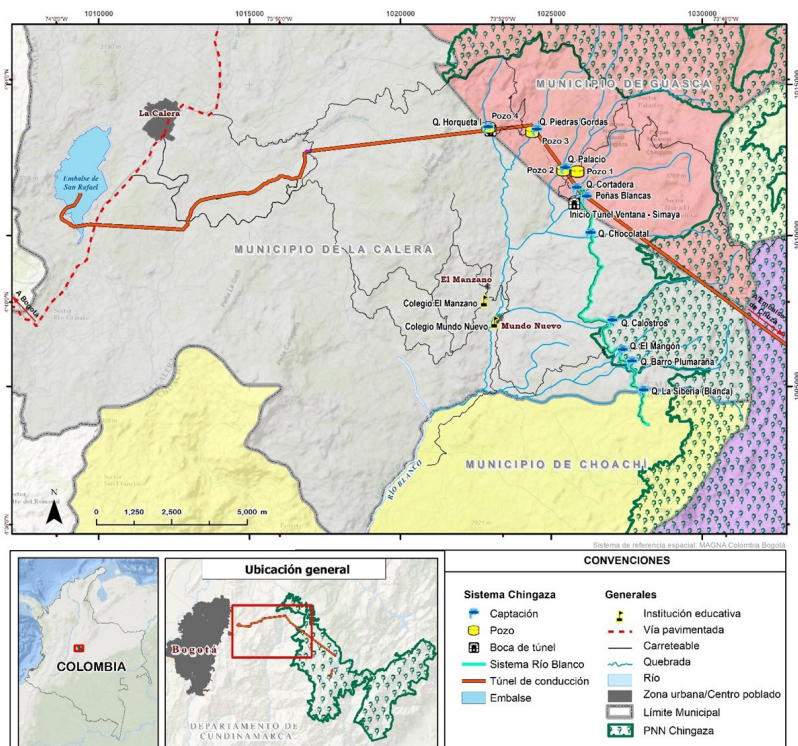 1010000
1015000
1020000
1025000
1030000
MUNICIPIO DE GUASCA
La Calera
Q. Horqueta I
Pozo 4
Q. Piedras Gordas
Pozo 3
Q. Palacio
Pozo 2
Pozo 1
Embalse de
San Rafael
Q. Cortadera
Peñas Blancas
Inicio Túnel Ventana - Simaya
Q. Chocolatal
MUNICIPIO DE LA CALERA
El Manzano
A Bogotá
Colegio El Manzano
Colegio Mundo Nuevo
Mundo Nuevo
Q. Calostros
Q. El Mangón
Q. Barro Plumaraña
Q. La Siberia (Blanca)
RÍO BLANCO
MUNICIPIO DE CHOACHÍ
N
0
1,250
2,500
5,000 m
1015000
1010000
1005000
Sistema de referencia espacial: MAGNA Colombia Bogotá
COLOMBIA
Ubicación general
Bogotá
DEPARTAMENTO DE
CUNDINAMARCA
CONVENCIONES
Sistema Chingaza
Captación
Pozo
Boca de túnel
Sistema Río Blanco
Túnel de conducción
Embalse
Generales
Institución educativa
Vía pavimentada
Carreteable
Quebrada
Río
Zona urbana/Centro poblado
Límite Municipal
PNN Chingaza